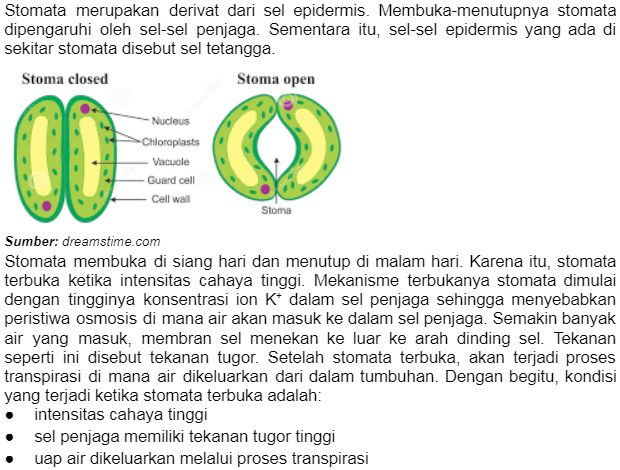 Stomata merupakan derivat dari sel epidermis. Membuka-menutupnya stomata
dipengaruhi oleh sel-sel penjaga. Sementara itu, sel-sel epidermis yang ada di
sekitar stomata disebut sel tetangga.
Stoma closed
Stoma open
Nucleus
Chloroplasts
Vacuole
Guard cell
Cell wall
Stoma
Sumber: dreamstime.com
Stomata membuka di siang hari dan menutup di malam hari. Karena itu, stomata
terbuka ketika intensitas cahaya tinggi. Mekanisme terbukanya stomata dimulai
dengan tingginya konsentrasi ion K⁺ dalam sel penjaga sehingga menyebabkan
peristiwa osmosis di mana air akan masuk ke dalam sel penjaga. Semakin banyak
air yang masuk, membran sel menekan ke luar ke arah dinding sel. Tekanan
seperti ini disebut tekanan tugor. Setelah stomata terbuka, akan terjadi proses
transpirasi di mana air dikeluarkan dari dalam tumbuhan. Dengan begitu, kondisi
yang terjadi ketika stomata terbuka adalah:
● intensitas cahaya tinggi
● sel penjaga memiliki tekanan tugor tinggi
● uap air dikeluarkan melalui proses transpirasi